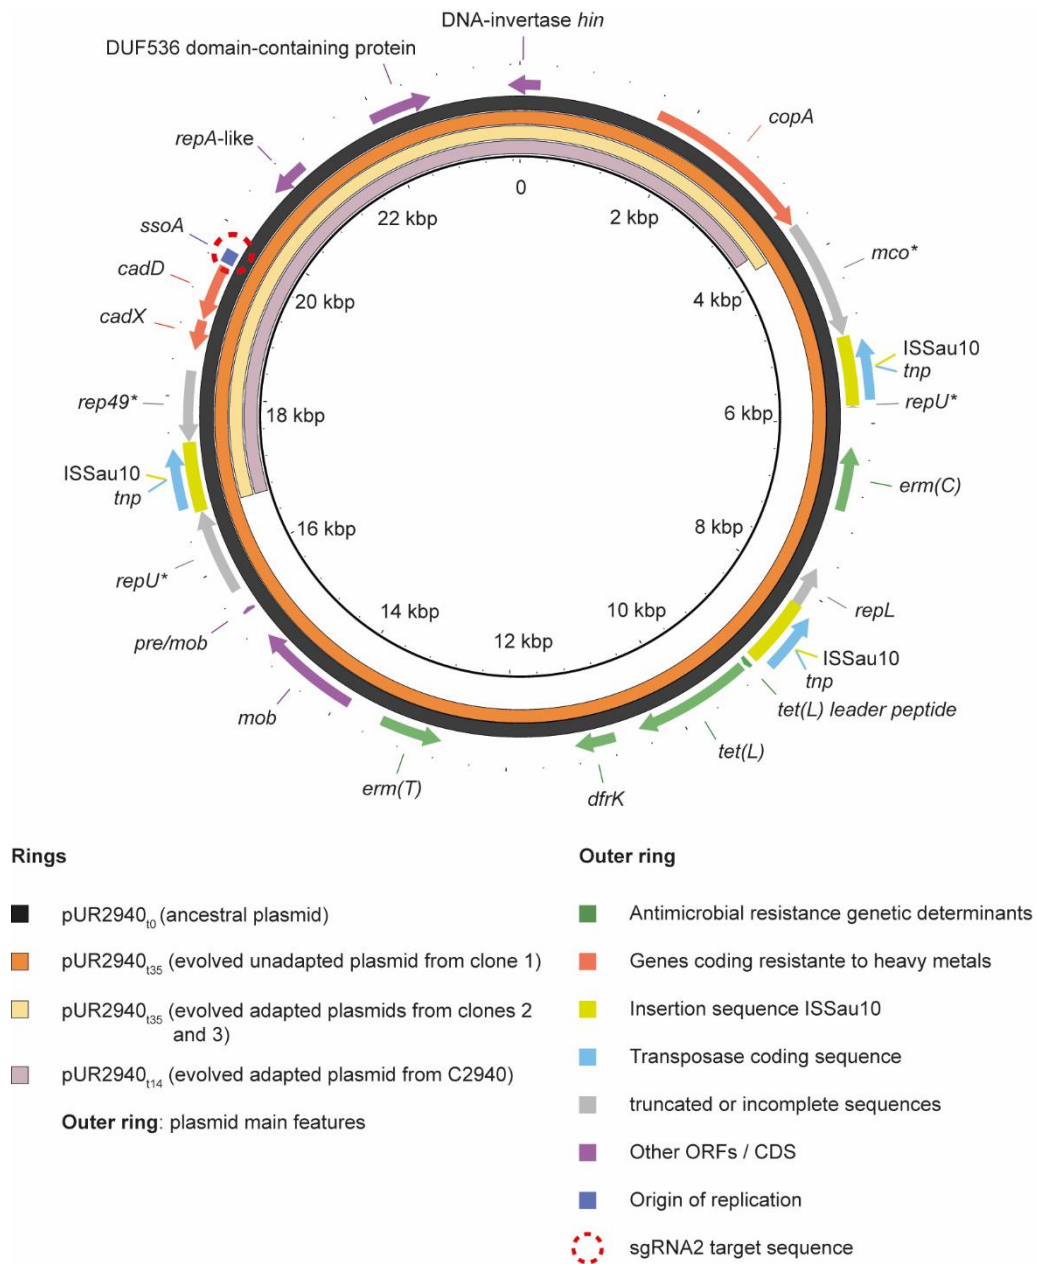 DNA-invertase hin
DUF536 domain-containing protein
copA
repA-like
0
22 kbp
2 kbp
ssoA
mco*
cadD
20 kbp
4 kbp
cadX
ISSau10
tnp
rep49*
18 kbp
6 kbp
repU*
ISSau10
tnp
erm(C)
16 kbp
8 kbp
repU*
repL
14 kbp
10 kbp
12 kbp
pre/mob
ISSau10
tnp
mob
tet(L) leader peptide
tet(L)
erm(T)
dfrK
Rings
pUR2940t0 (ancestral plasmid)
pUR2940t35 (evolved unadapted plasmid from clone 1)
pUR2940t35 (evolved adapted plasmids from clones 2
and 3)
pUR2940t14 (evolved adapted plasmid from C2940)
Outer ring: plasmid main features
Outer ring
Antimicrobial resistance genetic determinants
Genes coding resistante to heavy metals
Insertion sequence ISSau10
Transposase coding sequence
truncated or incomplete sequences
Other ORFs / CDS
Origin of replication
sgRNA2 target sequence